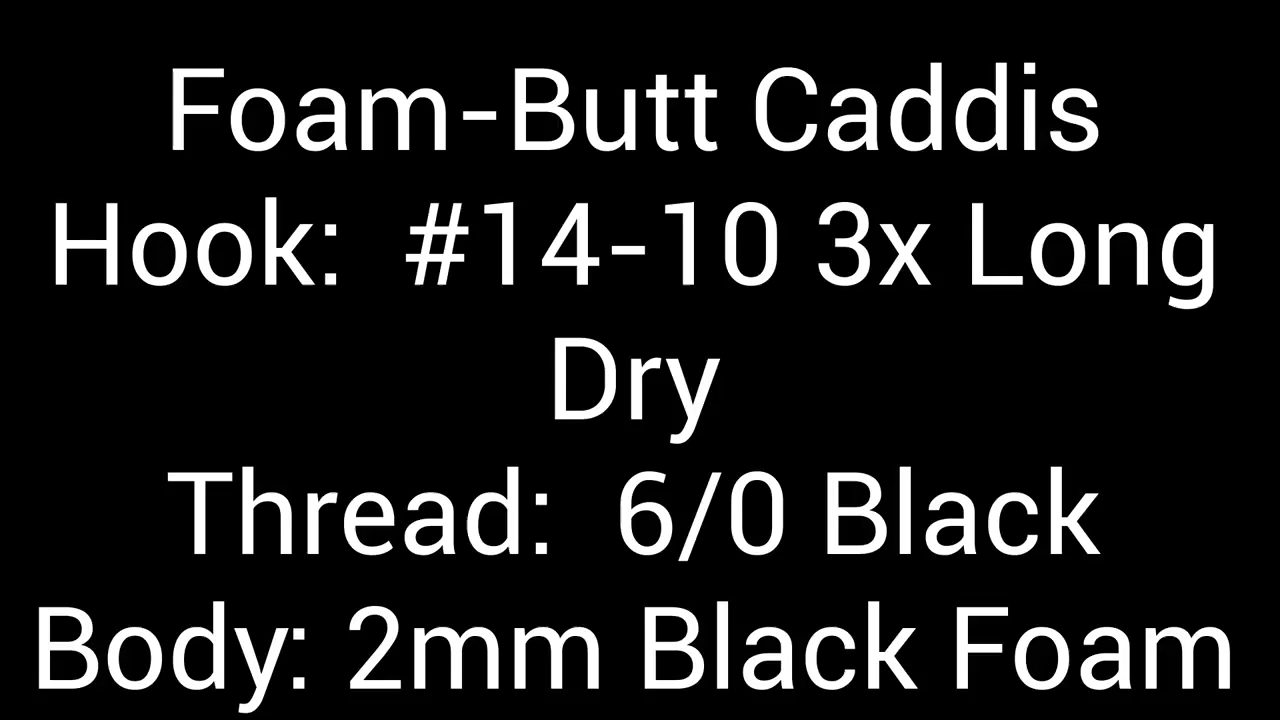 Foam-Butt Caddis
Hook:  #14-10 3x Long
Dry
Thread:  6/0 Black
Body: 2mm Black Foam